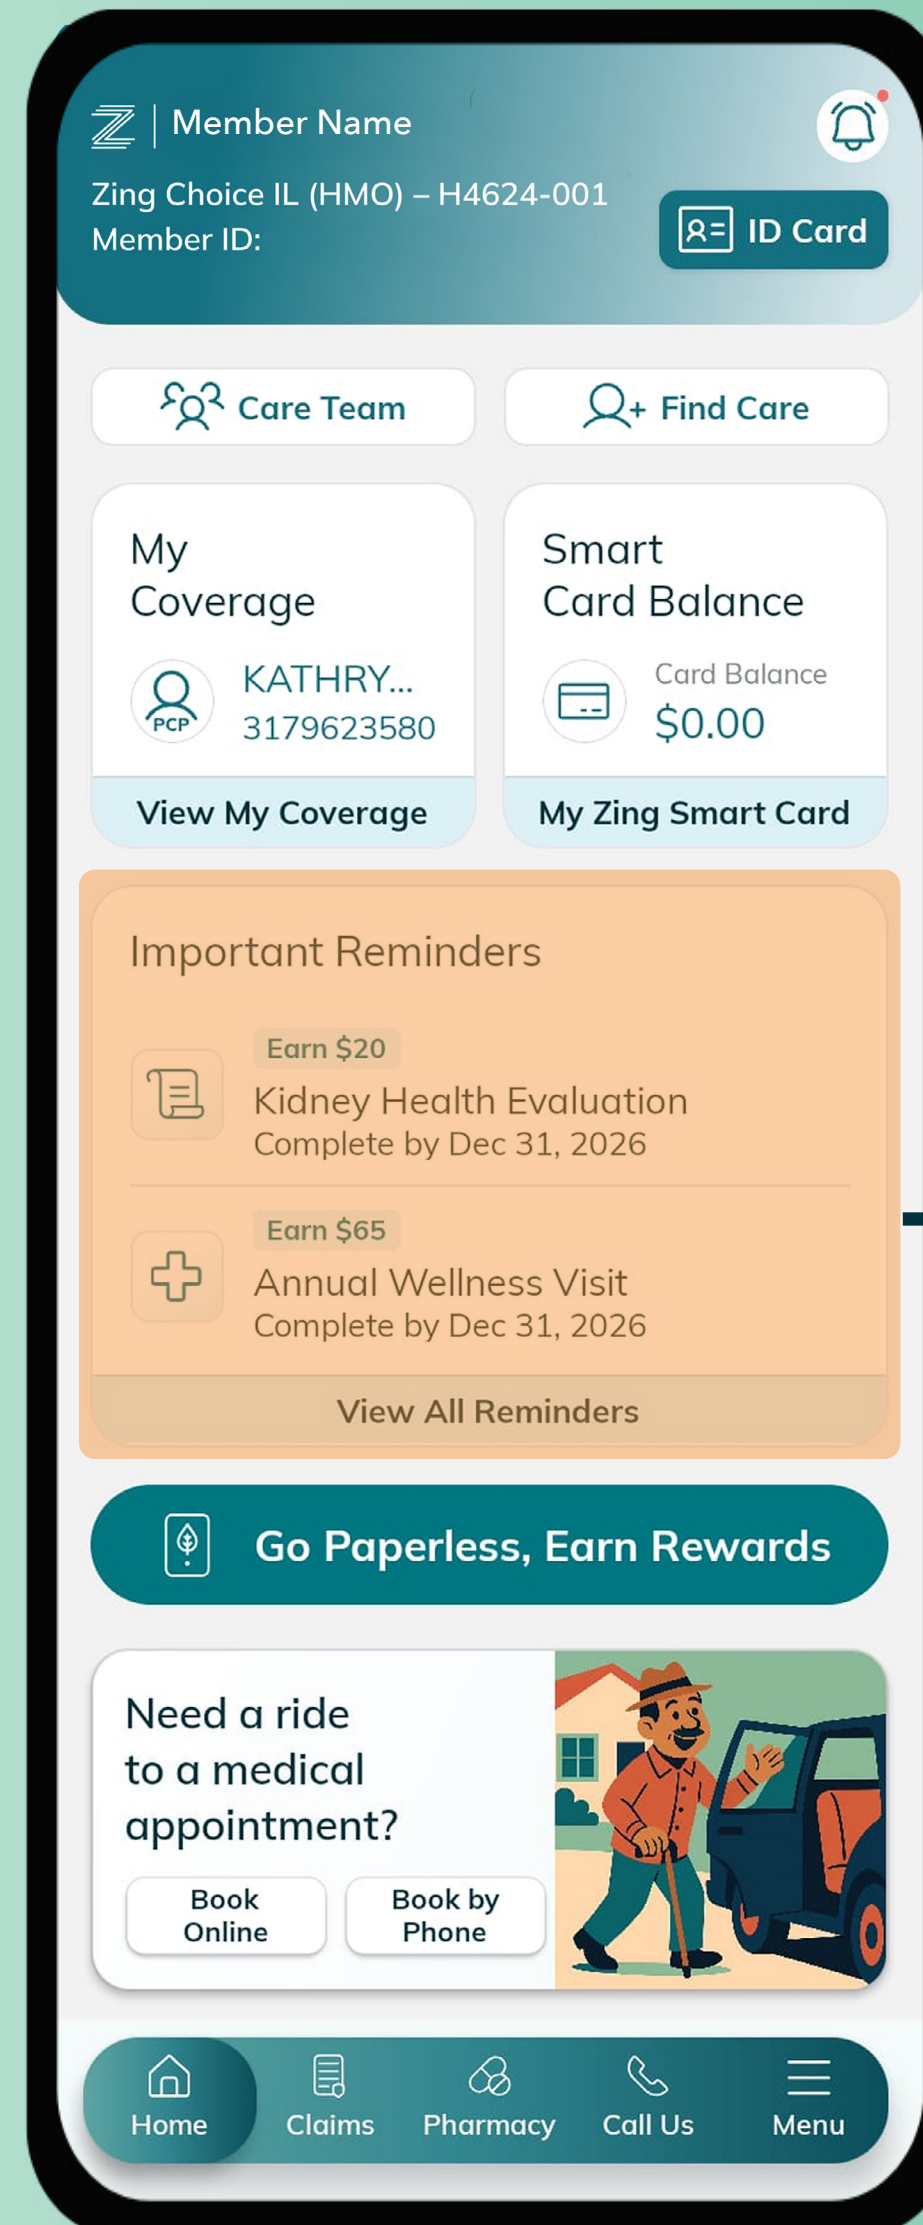 Member Name
Zing Choice IL (HMO) – H4624-001
Member ID:
ID Card
Care Team
Find Care
My
Coverage
PCP
KATHRY...
3179623580
View My Coverage
Smart
Card Balance
Card Balance
$0.00
My Zing Smart Card
Important Reminders
Earn $20
Kidney Health Evaluation
Complete by Dec 31, 2026
Earn $65
Annual Wellness Visit
Complete by Dec 31, 2026
View All Reminders
Go Paperless, Earn Rewards
Need a ride
to a medical
appointment?
Book
Online
Book by
Phone
Home
Claims
Pharmacy
Call Us
Menu